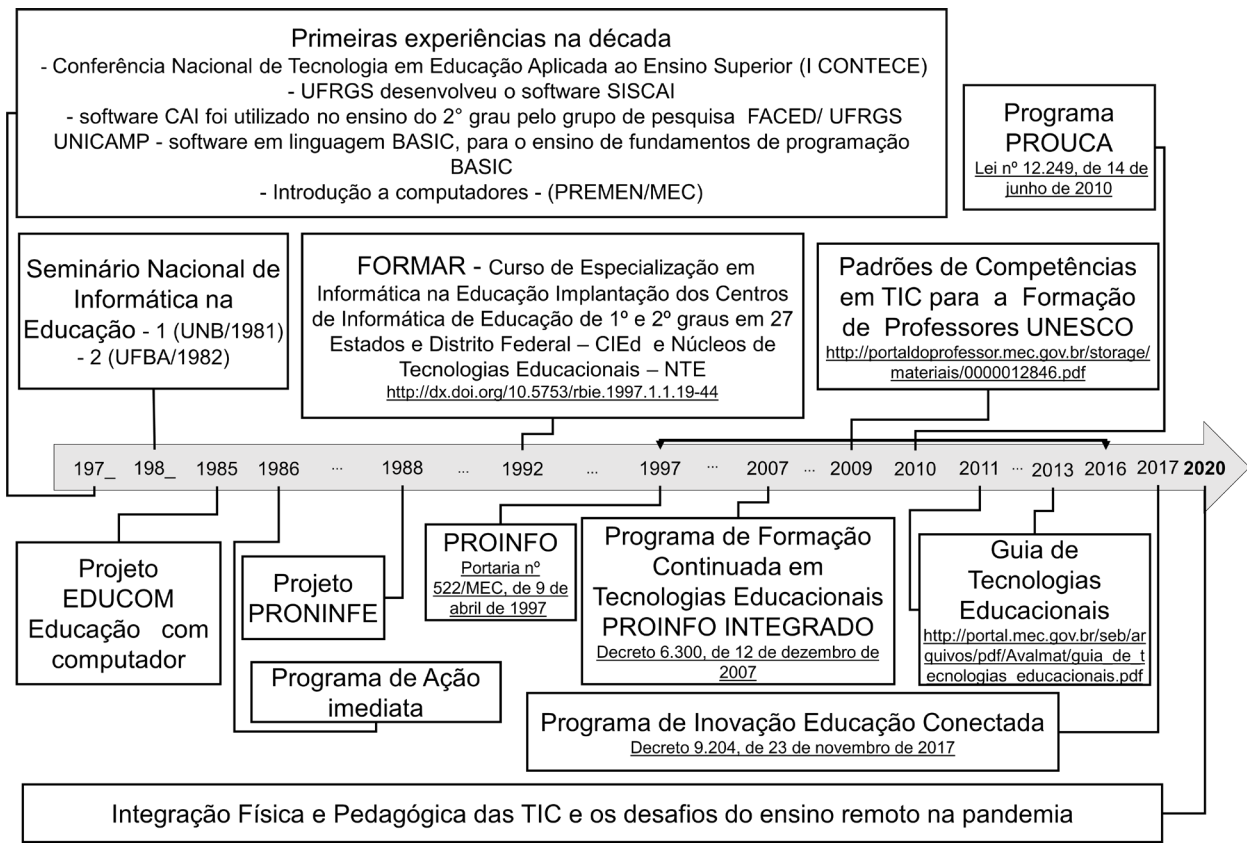 Primeiras experiências na década
- Conferência Nacional de Tecnologia em Educação Aplicada ao Ensino Superior (I CONTECE)
- UFRGS desenvolveu o software SISCAI
- software CAI foi utilizado no ensino do 2° grau pelo grupo de pesquisa FACED/ UFRGS
UNICAMP - software em linguagem BASIC, para o ensino de fundamentos de programação
BASIC
- Introdução a computadores - (PREMEN/MEC)
Programa
PROUCA
Lei nº 12.249, de 14 de
junho de 2010
Seminário Nacional de
Informática na
Educação - 1 (UNB/1981)
- 2 (UFBA/1982)
FORMAR - Curso de Especialização em
Informática na Educação Implantação dos Centros
de Informática de Educação de 1º e 2º graus em 27
Estados e Distrito Federal – CIEd e Núcleos de
Tecnologias Educacionais – NTE
http://dx.doi.org/10.5753/rbie.1997.1.1.19-44
Padrões de Competências
em TIC para a Formação
de Professores UNESCO
http://portaldoprofessor.mec.gov.br/storage/
materiais/0000012846.pdf
197_ 198_ 1985 1986 ... 1988 ... 1992 ... 1997 ... 2007 ... 2009 2010 2011 ... 2013 2016 2017 2020
Projeto
EDUCOM
Educação com
computador
Projeto
PRONINFE
Programa de Ação
imediata
PROINFO
Portaria nº
522/MEC, de 9 de
abril de 1997
Programa de Formação
Continuada em
Tecnologias Educacionais
PROINFO INTEGRADO
Decreto 6.300, de 12 de dezembro de
2007
Guia de
Tecnologias
Educacionais
http://portal.mec.gov.br/seb/ar
quivos/pdf/Avalmat/guia_de_t
ecnologias_educacionais.pdf
Programa de Inovação Educação Conectada
Decreto 9.204, de 23 de novembro de 2017
Integração Física e Pedagógica das TIC e os desafios do ensino remoto na pandemia